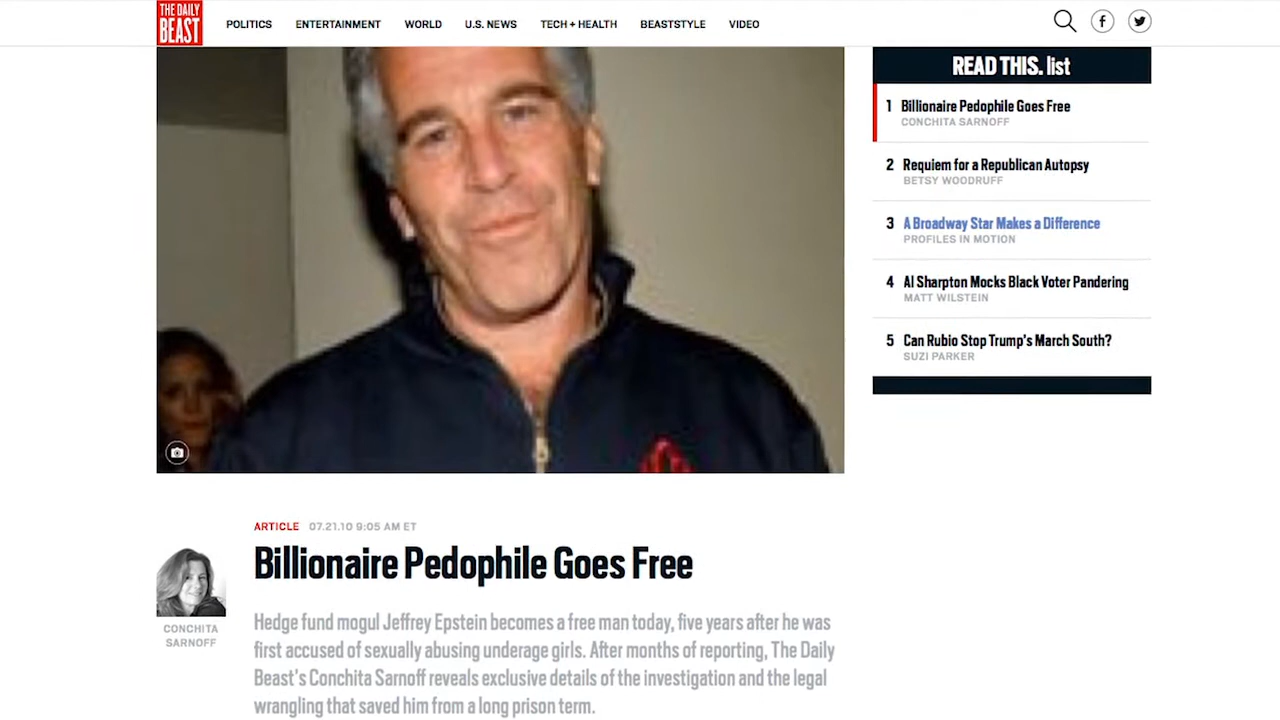 THE DAILY
BEAST
POLITICS ENTERTAINMENT WORLD U.S. NEWS TECH + HEALTH BEASTSTYLE VIDEO
READ THIS. list
1 Billionaire Pedophile Goes Free
CONCHITA SARNOFF
2 Requiem for a Republican Autopsy
BETSY WOODRUFF
3 A Broadway Star Makes a Difference
PROFILES IN MOTION
4 Al Sharpton Mocks Black Voter Pandering
MATT WILSTEIN
5 Can Rubio Stop Trump's March South?
SUZI PARKER
ARTICLE 07.21.10 9:05 AM ET
Billionaire Pedophile Goes Free
CONCHITA
SARNOFF
Hedge fund mogul Jeffrey Epstein becomes a free man today, five years after he was
first accused of sexually abusing underage girls. After months of reporting, The Daily
Beast's Conchita Sarnoff reveals exclusive details of the investigation and the legal
wrangling that saved him from a long prison term.